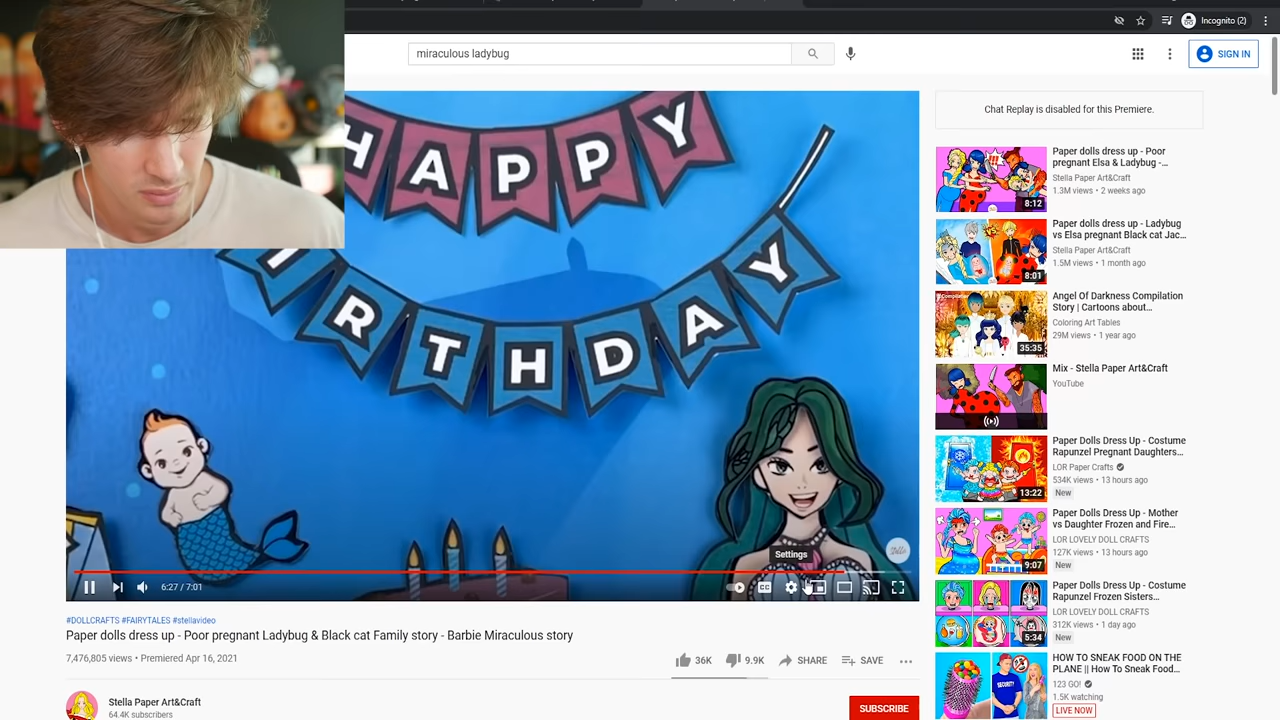 Incognito (2)
miraculous ladybug
SIGN IN
HAPPY
IRTHDAY
Settings
6:27 / 7:01
CC
#DOLLCRAFTS #FAIRYTALES #stellavideo
Paper dolls dress up - Poor pregnant Ladybug & Black cat Family story - Barbie Miraculous story
7,476,805 views • Premiered Apr 16, 2021
36K
9.9K
SHARE
SAVE
Stella Paper Art&Craft
64.4K subscribers
SUBSCRIBE
Chat Replay is disabled for this Premiere.
8:12
Paper dolls dress up - Poor
pregnant Elsa & Ladybug -...
Stella Paper Art&Craft
1.3M views • 2 weeks ago
VS
8:01
Paper dolls dress up - Ladybug
vs Elsa pregnant Black cat Jac...
Stella Paper Art&Craft
1.5M views • 1 month ago
35:35
Angel Of Darkness Compilation
Story | Cartoons about...
Coloring Art Tables
29M views • 1 year ago
Mix - Stella Paper Art&Craft
YouTube
13:22
Paper Dolls Dress Up - Costume
Rapunzel Pregnant Daughters...
LOR Paper Crafts
534K views • 13 hours ago
New
9:07
Paper Dolls Dress Up - Mother
vs Daughter Frozen and Fire...
LOR LOVELY DOLL CRAFTS
127K views • 13 hours ago
New
5:34
Paper Dolls Dress Up - Costume
Rapunzel Frozen Sisters...
LOR LOVELY DOLL CRAFTS
312K views • 1 day ago
New
SECURITY
HOW TO SNEAK FOOD ON THE
PLANE || How To Sneak Food...
123 GO!
1.5K watching
LIVE NOW